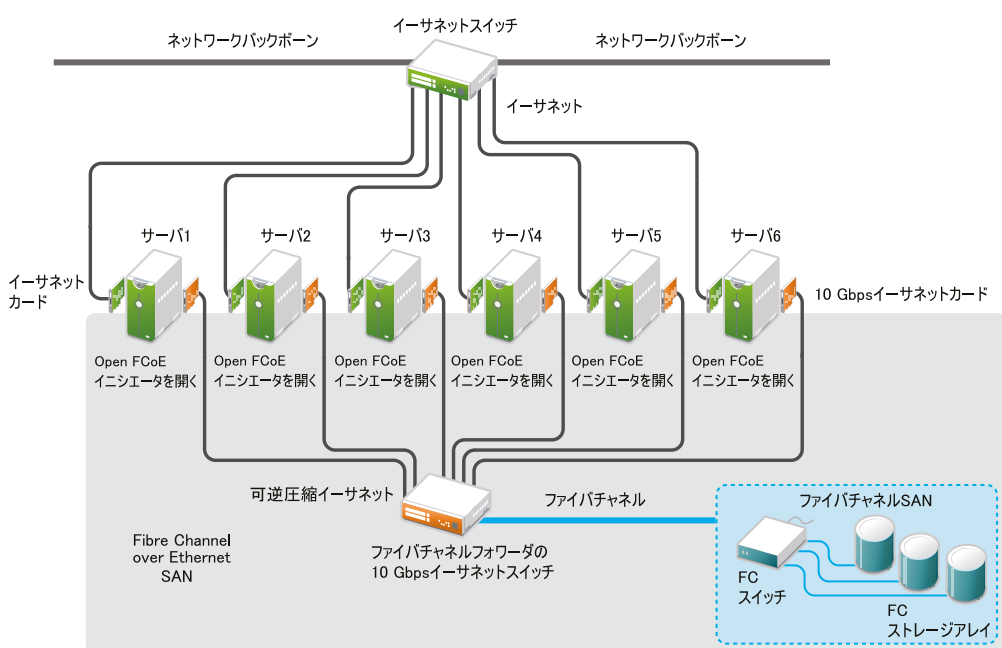 ネットワークバックボーン
イーサネットスイッチ
ネットワークバックボーン
イーサネット
サーバ1
サーバ2
サーバ3
サーバ4
サーバ5
サーバ6
イーサネット
カード
10 Gbpsイーサネットカード
Open FCoE
イニシエータを開く
Open FCoE
イニシエータを開く
Open FCoE
イニシエータを開く
Open FCoE
イニシエータを開く
Open FCoE
イニシエータを開く
Open FCoE
イニシエータを開く
可逆圧縮イーサネット
ファイバチャネル
ファイバチャネルSAN
Fibre Channel
over Ethernet
SAN
ファイバチャネルフォワーダの
10 Gbpsイーサネットスイッチ
FC
スイッチ
FC
ストレージアレイ